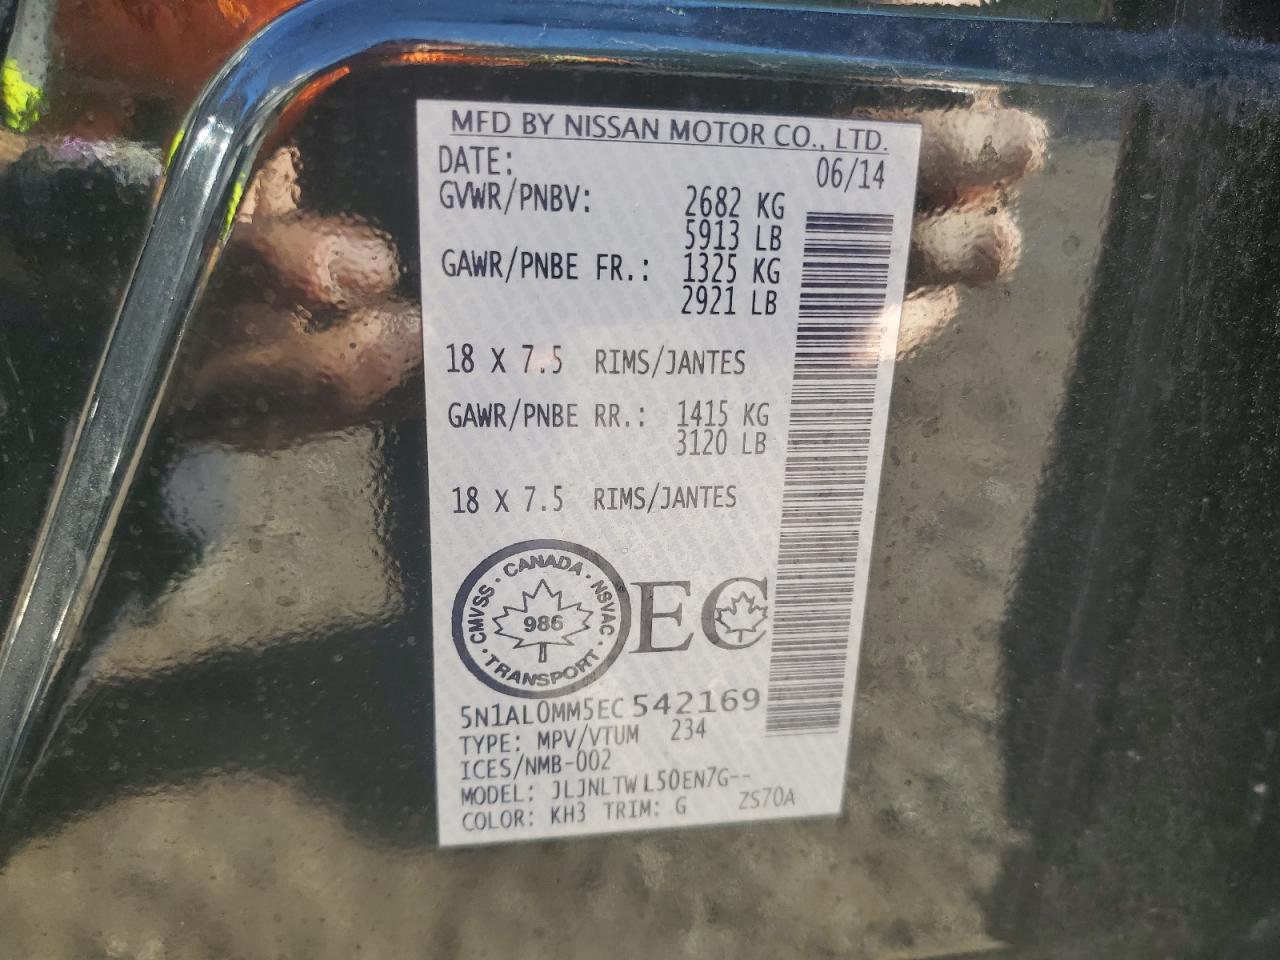 MFD BY NISSAN MOTOR CO., LTD.
DATE: 06/14
GVWR/PNBV: 2682 KG
5913 LB
GAWR/PNBE FR.: 1325 KG
2921 LB
18 X 7.5 RIMS/JANTES
GAWR/PNBE RR.: 1415 KG
3120 LB
18 X 7.5 RIMS/JANTES
CANADA · NSVAC · TRANSPORT · CMVSS ·
986
EC
5N1AL0MM5EC542169
TYPE: MPV/VTUM 234
ICES/NMB-002
MODEL: JLJNLTWL50EN7G--
COLOR: KH3 TRIM: G ZS70A